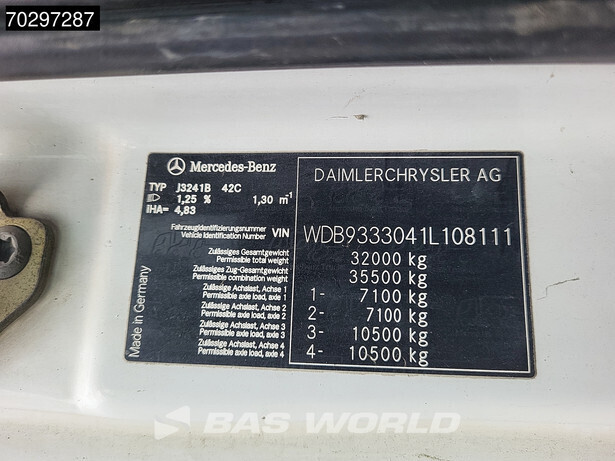 70297287
Mercedes-Benz DAIMLERCHRYSLER AG
TYP J3241B 42C
1,25 % 1,30 m⁻¹
iHA= 4,83
Fahrzeugidentifizierungsnummer
Vehicle Identification Number VIN WDB9333041L108111
Zulässiges Gesamtgewicht
Permissible total weight 32000 kg
Zulässiges Zug-Gesamtgewicht
Permissible combination weight 35500 kg
Zulässige Achslast, Achse 1
Permissible axle load, axle 1 1- 7100 kg
Zulässige Achslast, Achse 2
Permissible axle load, axle 2 2- 7100 kg
Zulässige Achslast, Achse 3
Permissible axle load, axle 3 3- 10500 kg
Zulässige Achslast, Achse 4
Permissible axle load, axle 4 4- 10500 kg
Made in Germany
BAS WORLD